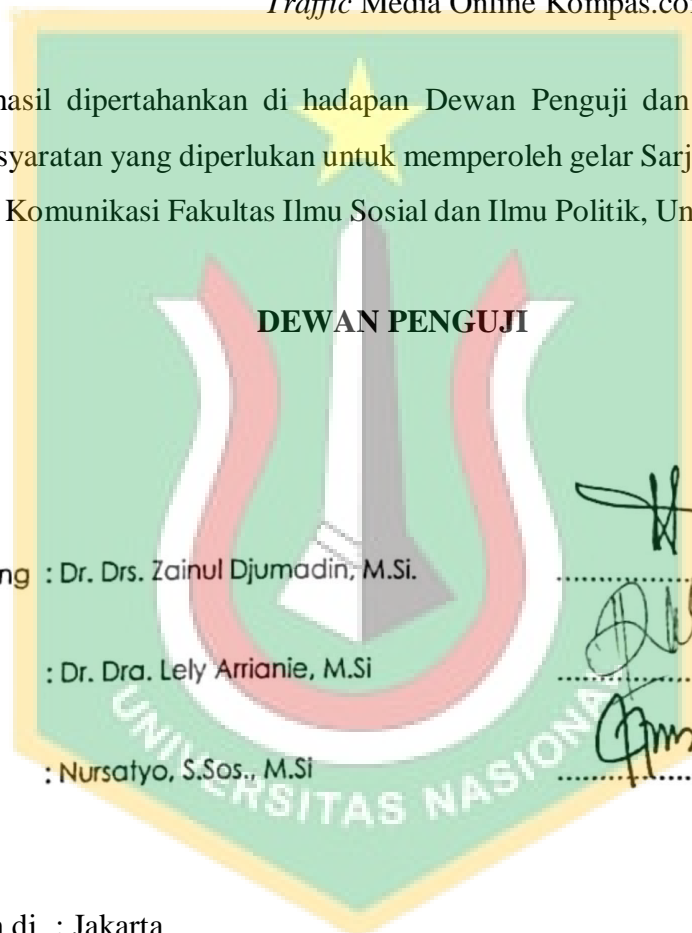 Traffic Media Online Kompas.co
hasil dipertahankan di hadapan Dewan Penguji dan
syaratan yang diperlukan untuk memperoleh gelar Sarj
Komunikasi Fakultas Ilmu Sosial dan Ilmu Politik, Un
DEWAN PENGUJI
ng : Dr. Drs. Zainul Djumadin, M.Si.
: Dr. Dra. Lely Arrianie, M.Si
: Nursatyo, S.Sos., M.Si
UNIVERSITAS NASIONAL
di : Jakarta